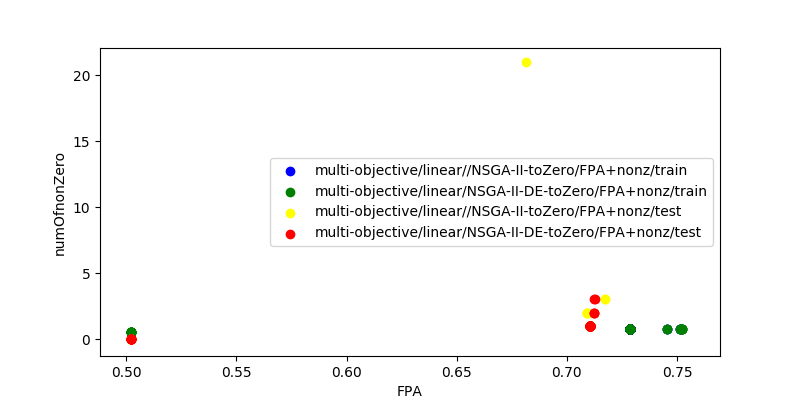 20
15
10
5
0
numOfnonZero
multi-objective/linear//NSGA-II-toZero/FPA+nonz/train
multi-objective/linear/NSGA-II-DE-toZero/FPA+nonz/train
multi-objective/linear//NSGA-II-toZero/FPA+nonz/test
multi-objective/linear/NSGA-II-DE-toZero/FPA+nonz/test
0.50 0.55 0.60 0.65 0.70 0.75
FPA